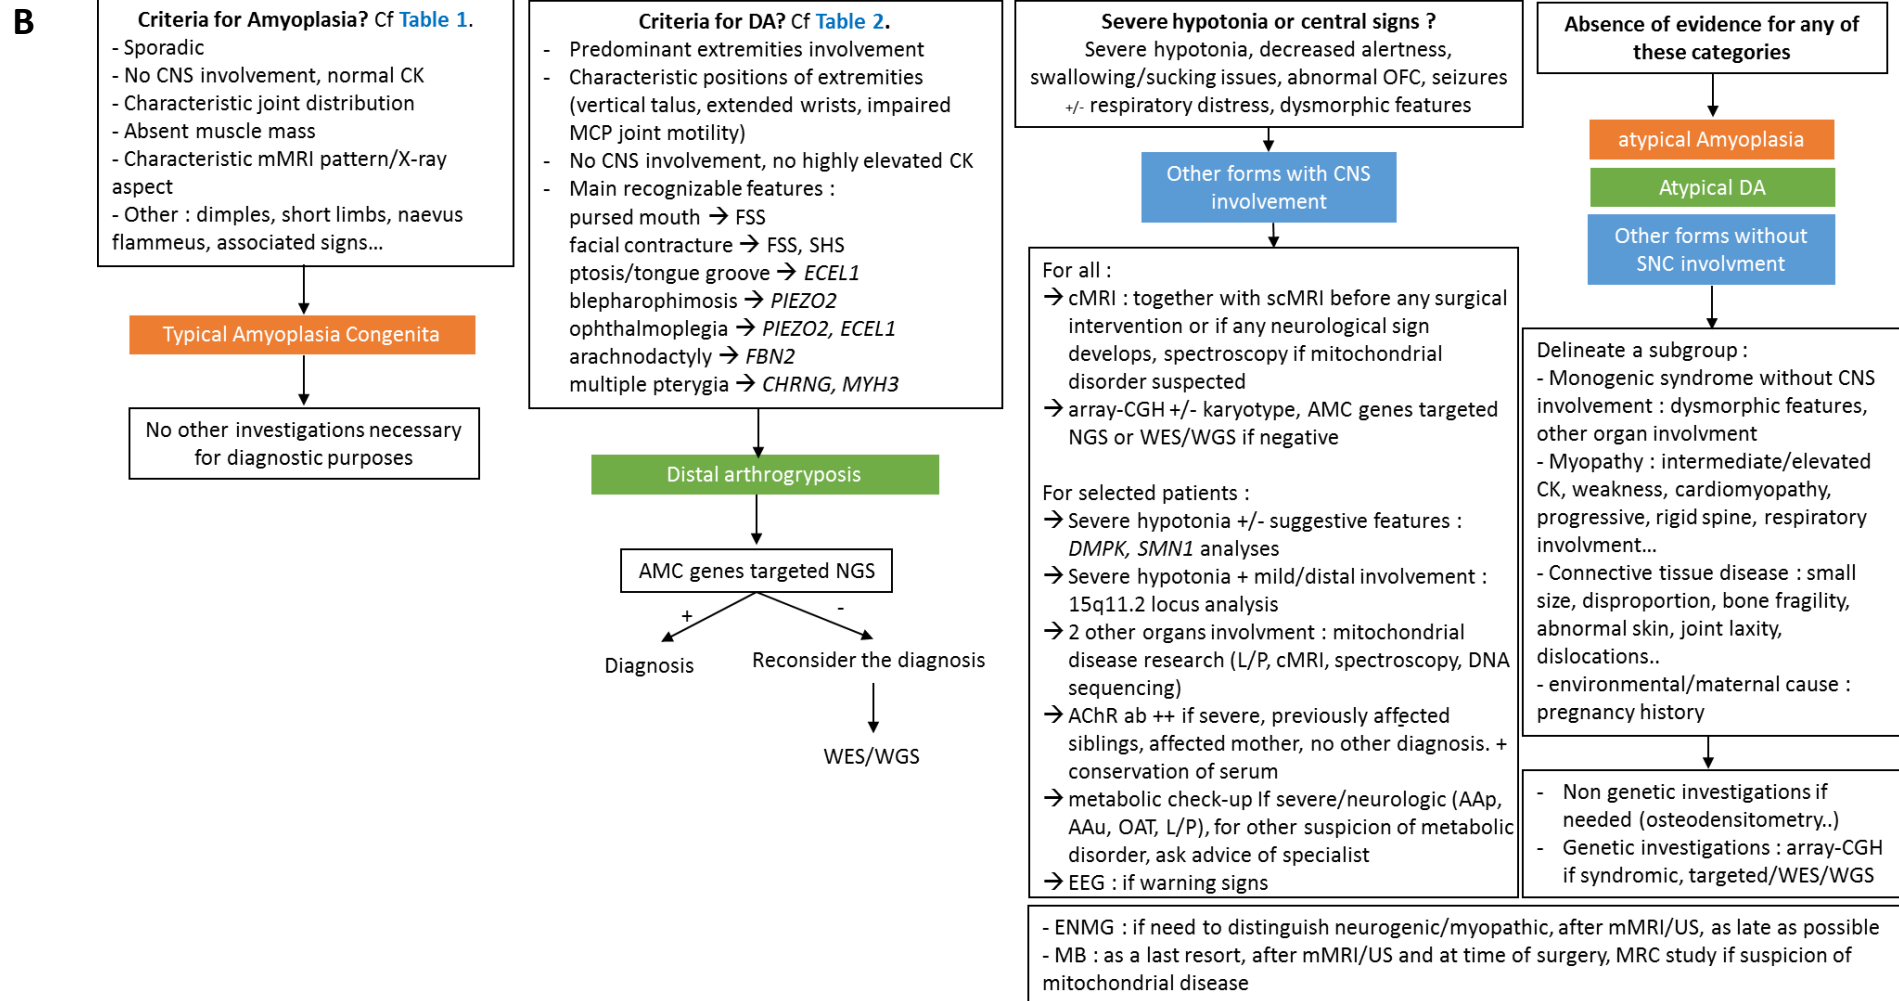 B
Criteria for Amyoplasia? Cf Table 1.
- Sporadic
- No CNS involvement, normal CK
- Characteristic joint distribution
- Absent muscle mass
- Characteristic mMRI pattern/X-ray
aspect
- Other : dimples, short limbs, naevus
flammeus, associated signs...
Typical Amyoplasia Congenita
No other investigations necessary
for diagnostic purposes
Criteria for DA? Cf Table 2.
- Predominant extremities involvement
- Characteristic positions of extremities
(vertical talus, extended wrists, impaired
MCP joint motility)
- No CNS involvement, no highly elevated CK
- Main recognizable features :
pursed mouth → FSS
facial contracture → FSS, SHS
ptosis/tongue groove → ECEL1
blepharophimosis → PIEZO2
ophthalmoplegia → PIEZO2, ECEL1
arachnodactyly → FBN2
multiple pterygia → CHRNG, MYH3
Distal arthrogryposis
AMC genes targeted NGS
+ -
Diagnosis
Reconsider the diagnosis
WES/WGS
Severe hypotonia or central signs ?
Severe hypotonia, decreased alertness,
swallowing/sucking issues, abnormal OFC, seizures
+/- respiratory distress, dysmorphic features
Other forms with CNS
involvement
For all :
→ cMRI : together with scMRI before any surgical
intervention or if any neurological sign
develops, spectroscopy if mitochondrial
disorder suspected
→ array-CGH +/- karyotype, AMC genes targeted
NGS or WES/WGS if negative
For selected patients :
→ Severe hypotonia +/- suggestive features :
DMPK, SMN1 analyses
→ Severe hypotonia + mild/distal involvement :
15q11.2 locus analysis
→ 2 other organs involvment : mitochondrial
disease research (L/P, cMRI, spectroscopy, DNA
sequencing)
→ AChR ab ++ if severe, previously affected
siblings, affected mother, no other diagnosis. +
conservation of serum
→ metabolic check-up If severe/neurologic (AAp,
AAu, OAT, L/P), for other suspicion of metabolic
disorder, ask advice of specialist
→ EEG : if warning signs
Absence of evidence for any of
these categories
atypical Amyoplasia
Atypical DA
Other forms without
SNC involvment
Delineate a subgroup :
- Monogenic syndrome without CNS
involvement : dysmorphic features,
other organ involvment
- Myopathy : intermediate/elevated
CK, weakness, cardiomyopathy,
progressive, rigid spine, respiratory
involvment...
- Connective tissue disease : small
size, disproportion, bone fragility,
abnormal skin, joint laxity,
dislocations..
- environmental/maternal cause :
pregnancy history
- Non genetic investigations if
needed (osteodensitometry..)
- Genetic investigations : array-CGH
if syndromic, targeted/WES/WGS
- ENMG : if need to distinguish neurogenic/myopathic, after mMRI/US, as late as possible
- MB : as a last resort, after mMRI/US and at time of surgery, MRC study if suspicion of
mitochondrial disease